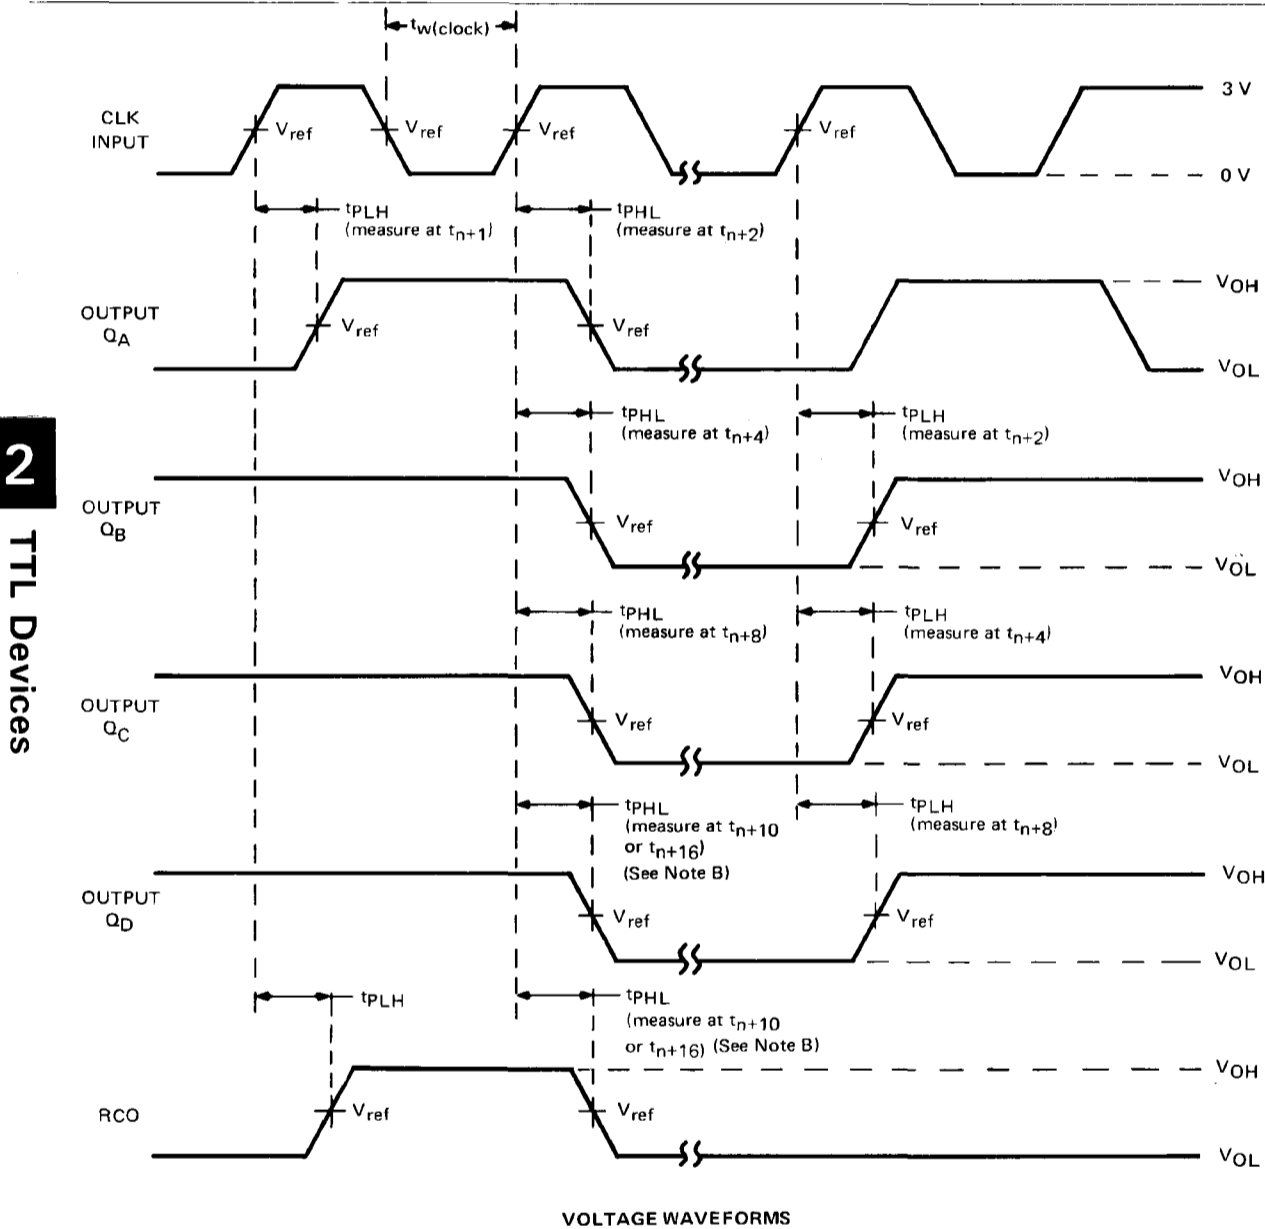 tw(clock)
CLK
INPUT
Vref
Vref
Vref
Vref
3 V
0 V
tPLH
(measure at tn+1)
tPHL
(measure at tn+2)
OUTPUT
QA
Vref
Vref
VOH
VOL
tPHL
(measure at tn+4)
tPLH
(measure at tn+2)
OUTPUT
QB
Vref
Vref
VOH
VOL
tPHL
(measure at tn+8)
tPLH
(measure at tn+4)
OUTPUT
QC
Vref
Vref
VOH
VOL
tPHL
(measure at tn+10
or tn+16)
(See Note B)
tPLH
(measure at tn+8)
OUTPUT
QD
Vref
Vref
VOH
VOL
tPLH
tPHL
(measure at tn+10
or tn+16) (See Note B)
RCO
Vref
Vref
VOH
VOL
VOLTAGE WAVEFORMS
2
TTL Devices